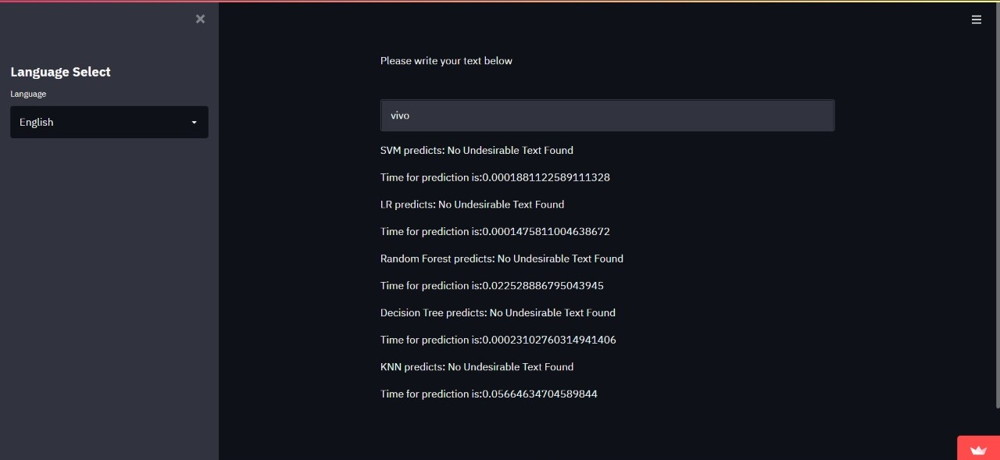 Language Select
Language
English
Please write your text below
vivo
SVM predicts: No Undesirable Text Found
Time for prediction is:0.0001881122589111328
LR predicts: No Undesirable Text Found
Time for prediction is:0.0001475811004638672
Random Forest predicts: No Undesirable Text Found
Time for prediction is:0.022528886795043945
Decision Tree predicts: No Undesirable Text Found
Time for prediction is:0.00023102760314941406
KNN predicts: No Undesirable Text Found
Time for prediction is:0.05664634704589844